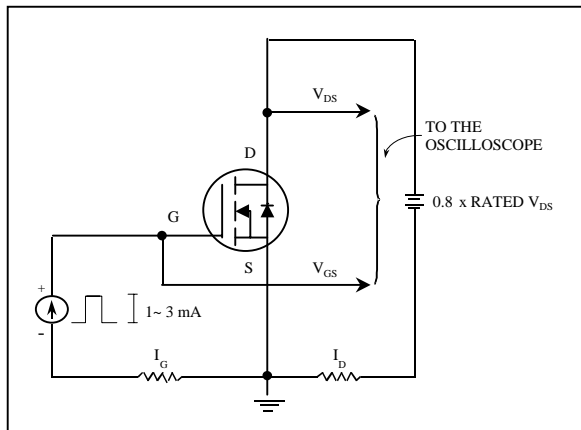 V_DS
TO THE
OSCILLOSCOPE
D
0.8 x RATED V_DS
G
S
V_GS
+
1~ 3 mA
-
I_G
I_D